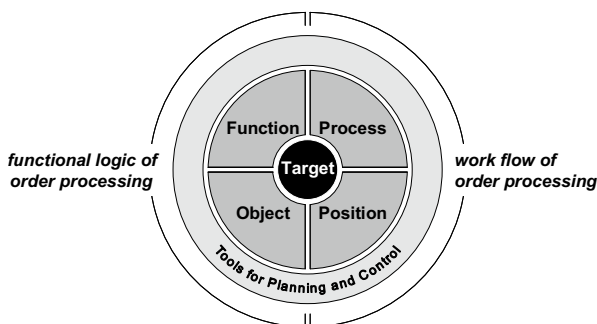 Function
Process
functional logic of
order processing
Target
work flow of
order processing
Object
Position
Tools for Planning and Control